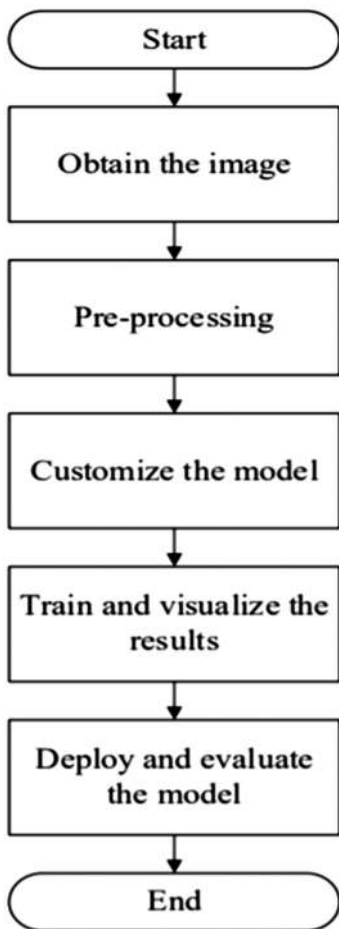 Start
Obtain the image
Pre-processing
Customize the model
Train and visualize the
results
Deploy and evaluate
the model
End